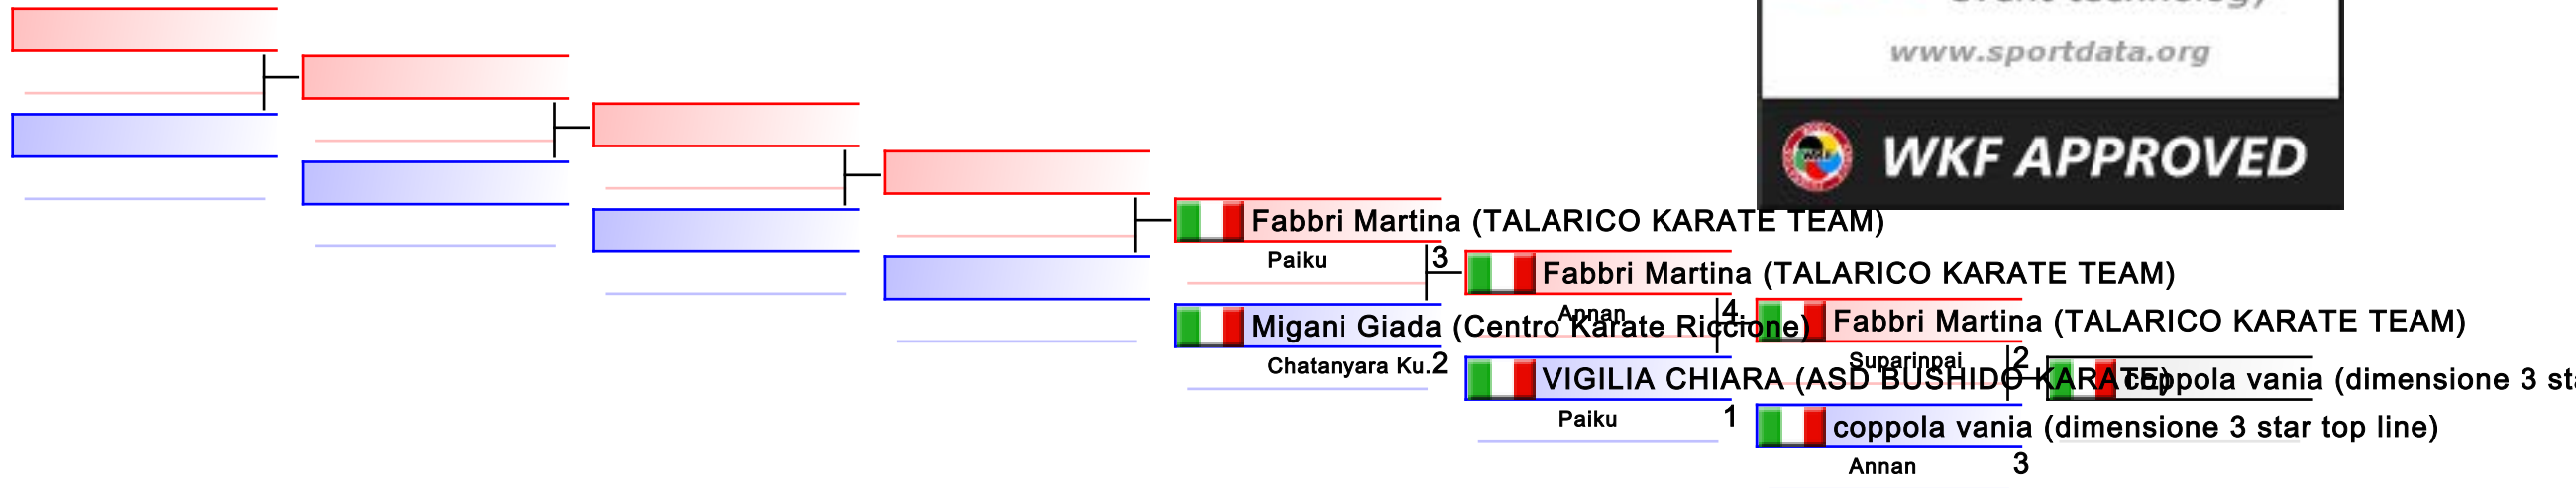 www.sportdata.org
WKF APPROVED
Fabbri Martina (TALARICO KARATE TEAM)
Paiku 3
Fabbri Martina (TALARICO KARATE TEAM)
Annan 4
Migani Giada (Centro Karate Riccione)
Chatanyara Ku. 2
Fabbri Martina (TALARICO KARATE TEAM)
Suparinpai 2
VIGILIA CHIARA (ASD BUSHIDO KARATE)
Paiku 1
coppola vania (dimensione 3
coppola vania (dimensione 3 star top line)
Annan 3